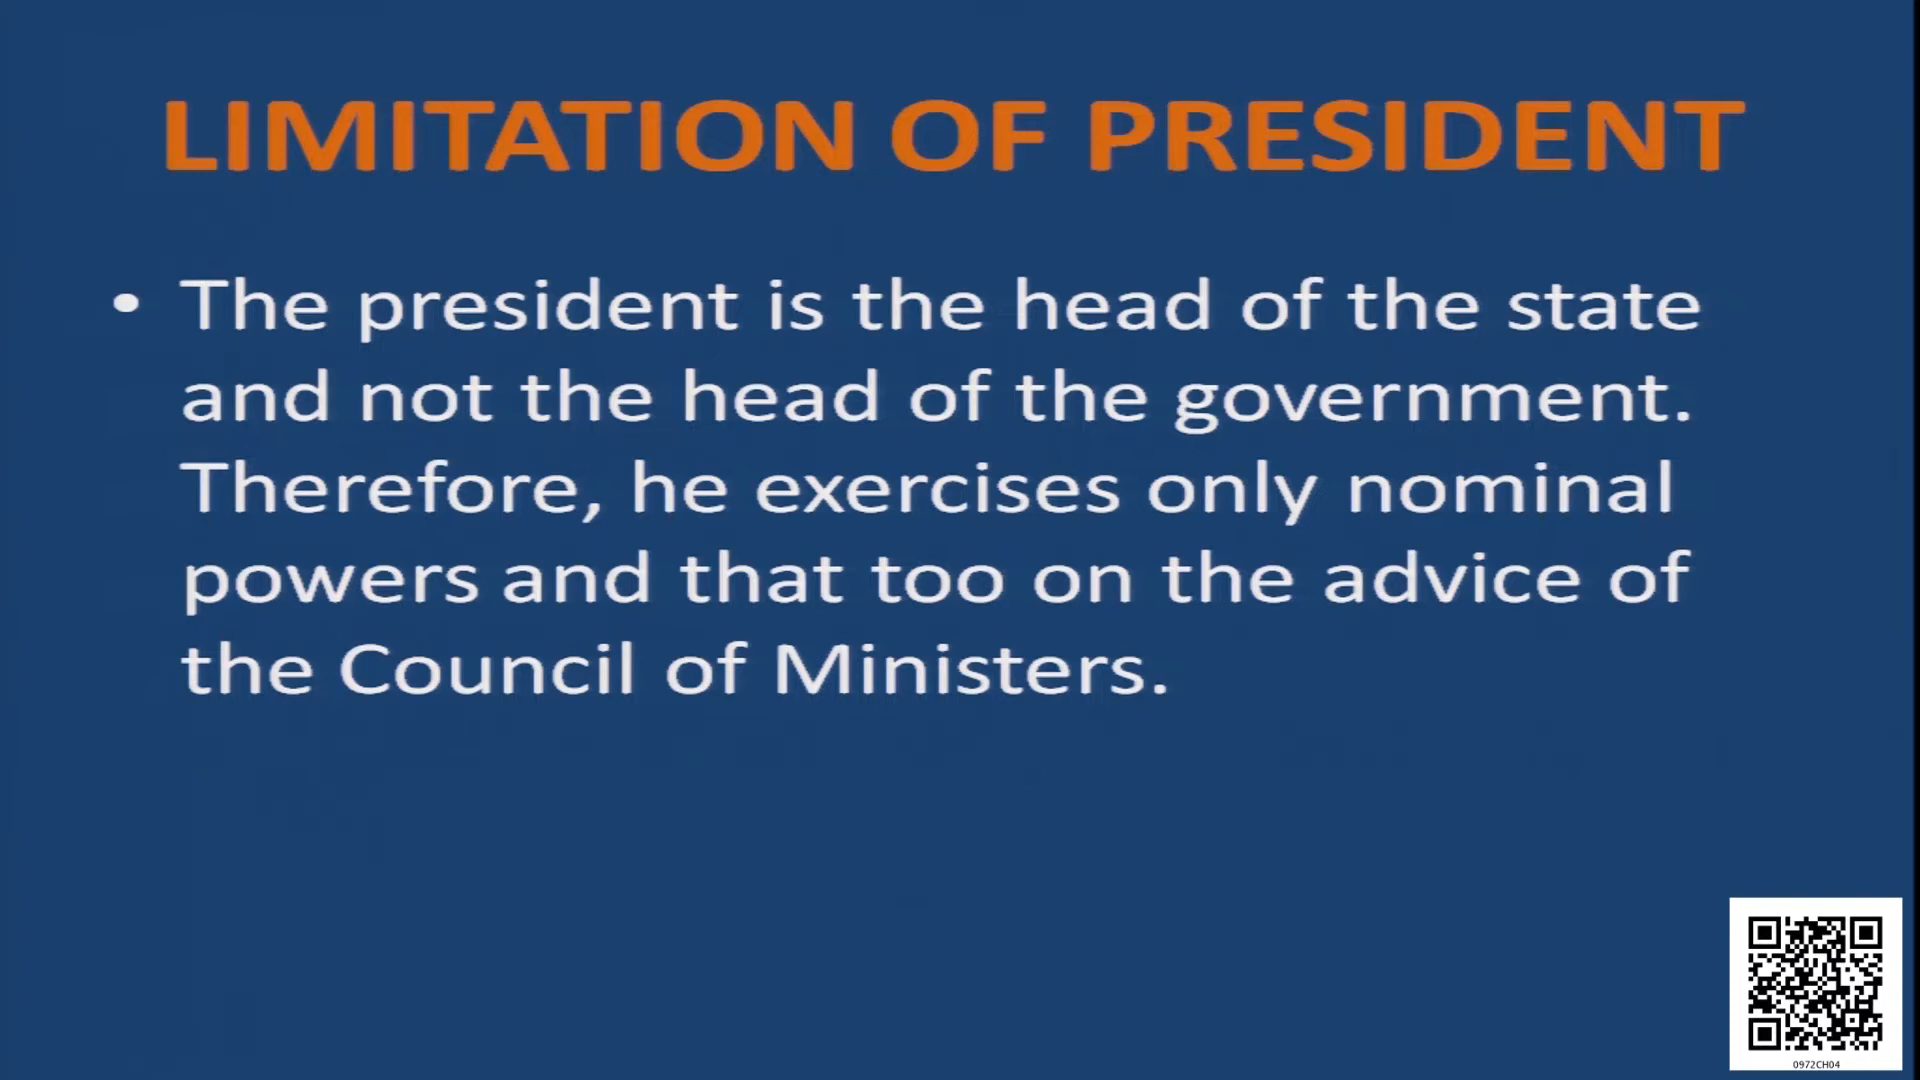 LIMITATION OF PRESIDENT
• The president is the head of the state
and not the head of the government.
Therefore, he exercises only nominal
powers and that too on the advice of
the Council of Ministers.
0972CH04